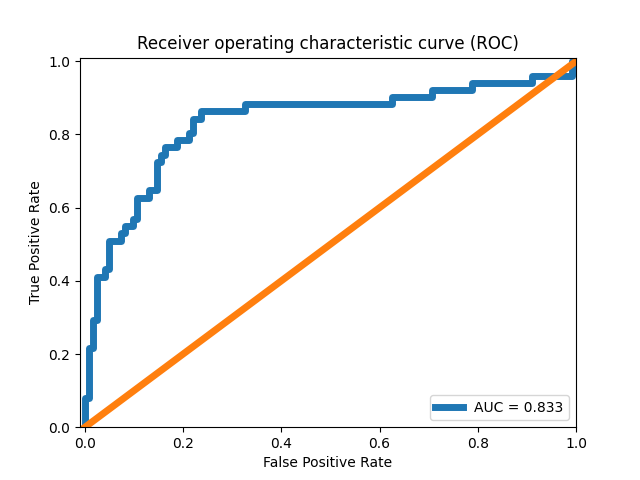 Receiver operating characteristic curve (ROC)
True Positive Rate
1.0
0.8
0.6
0.4
0.2
0.0
0.0 0.2 0.4 0.6 0.8 1.0
False Positive Rate
AUC = 0.833